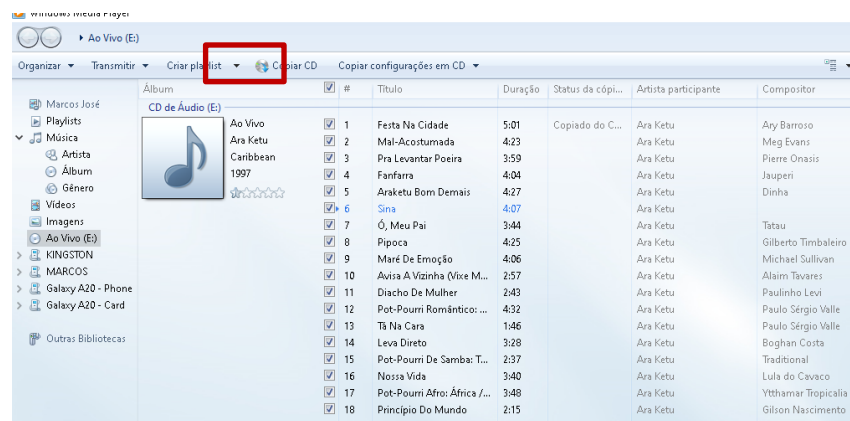 Windows Media Player
Ao Vivo (E:)
Organizar Transmitir Criar playlist Copiar CD Copiar configurações em CD
Álbum # Título Duração Status da cópi... Artista participante Compositor
Marcos José
Playlists
Música
Artista
Álbum
Gênero
Vídeos
Imagens
Ao Vivo (E:)
KINGSTON
MARCOS
Galaxy A20 - Phone
Galaxy A20 - Card
Outras Bibliotecas
CD de Áudio (E:)
Ao Vivo
Ara Ketu
Caribbean
1997
1 Festa Na Cidade 5:01 Copiado do C... Ara Ketu Ary Barroso
2 Mal-Acostumada 4:23 Ara Ketu Meg Evans
3 Pra Levantar Poeira 3:59 Ara Ketu Pierre Onasis
4 Fanfarra 4:04 Ara Ketu Jauperi
5 Araketu Bom Demais 4:27 Ara Ketu Dinha
6 Sina 4:07 Ara Ketu
7 Ó, Meu Pai 3:44 Ara Ketu Tatau
8 Pipoca 4:25 Ara Ketu Gilberto Timbaleiro
9 Maré De Emoção 4:06 Ara Ketu Michael Sullivan
10 Avisa A Vizinha (Vixe M... 2:57 Ara Ketu Alaim Tavares
11 Diacho De Mulher 2:43 Ara Ketu Paulinho Levi
12 Pot-Pourri Romântico: ... 4:32 Ara Ketu Paulo Sérgio Valle
13 Tá Na Cara 1:46 Ara Ketu Paulo Sérgio Valle
14 Leva Direto 3:28 Ara Ketu Boghan Costa
15 Pot-Pourri De Samba: T... 2:37 Ara Ketu Traditional
16 Nossa Vida 3:40 Ara Ketu Lula do Cavaco
17 Pot-Pourri Afro: África /... 3:48 Ara Ketu Ytthamar Tropicalia
18 Princípio Do Mundo 2:15 Ara Ketu Gilson Nascimento